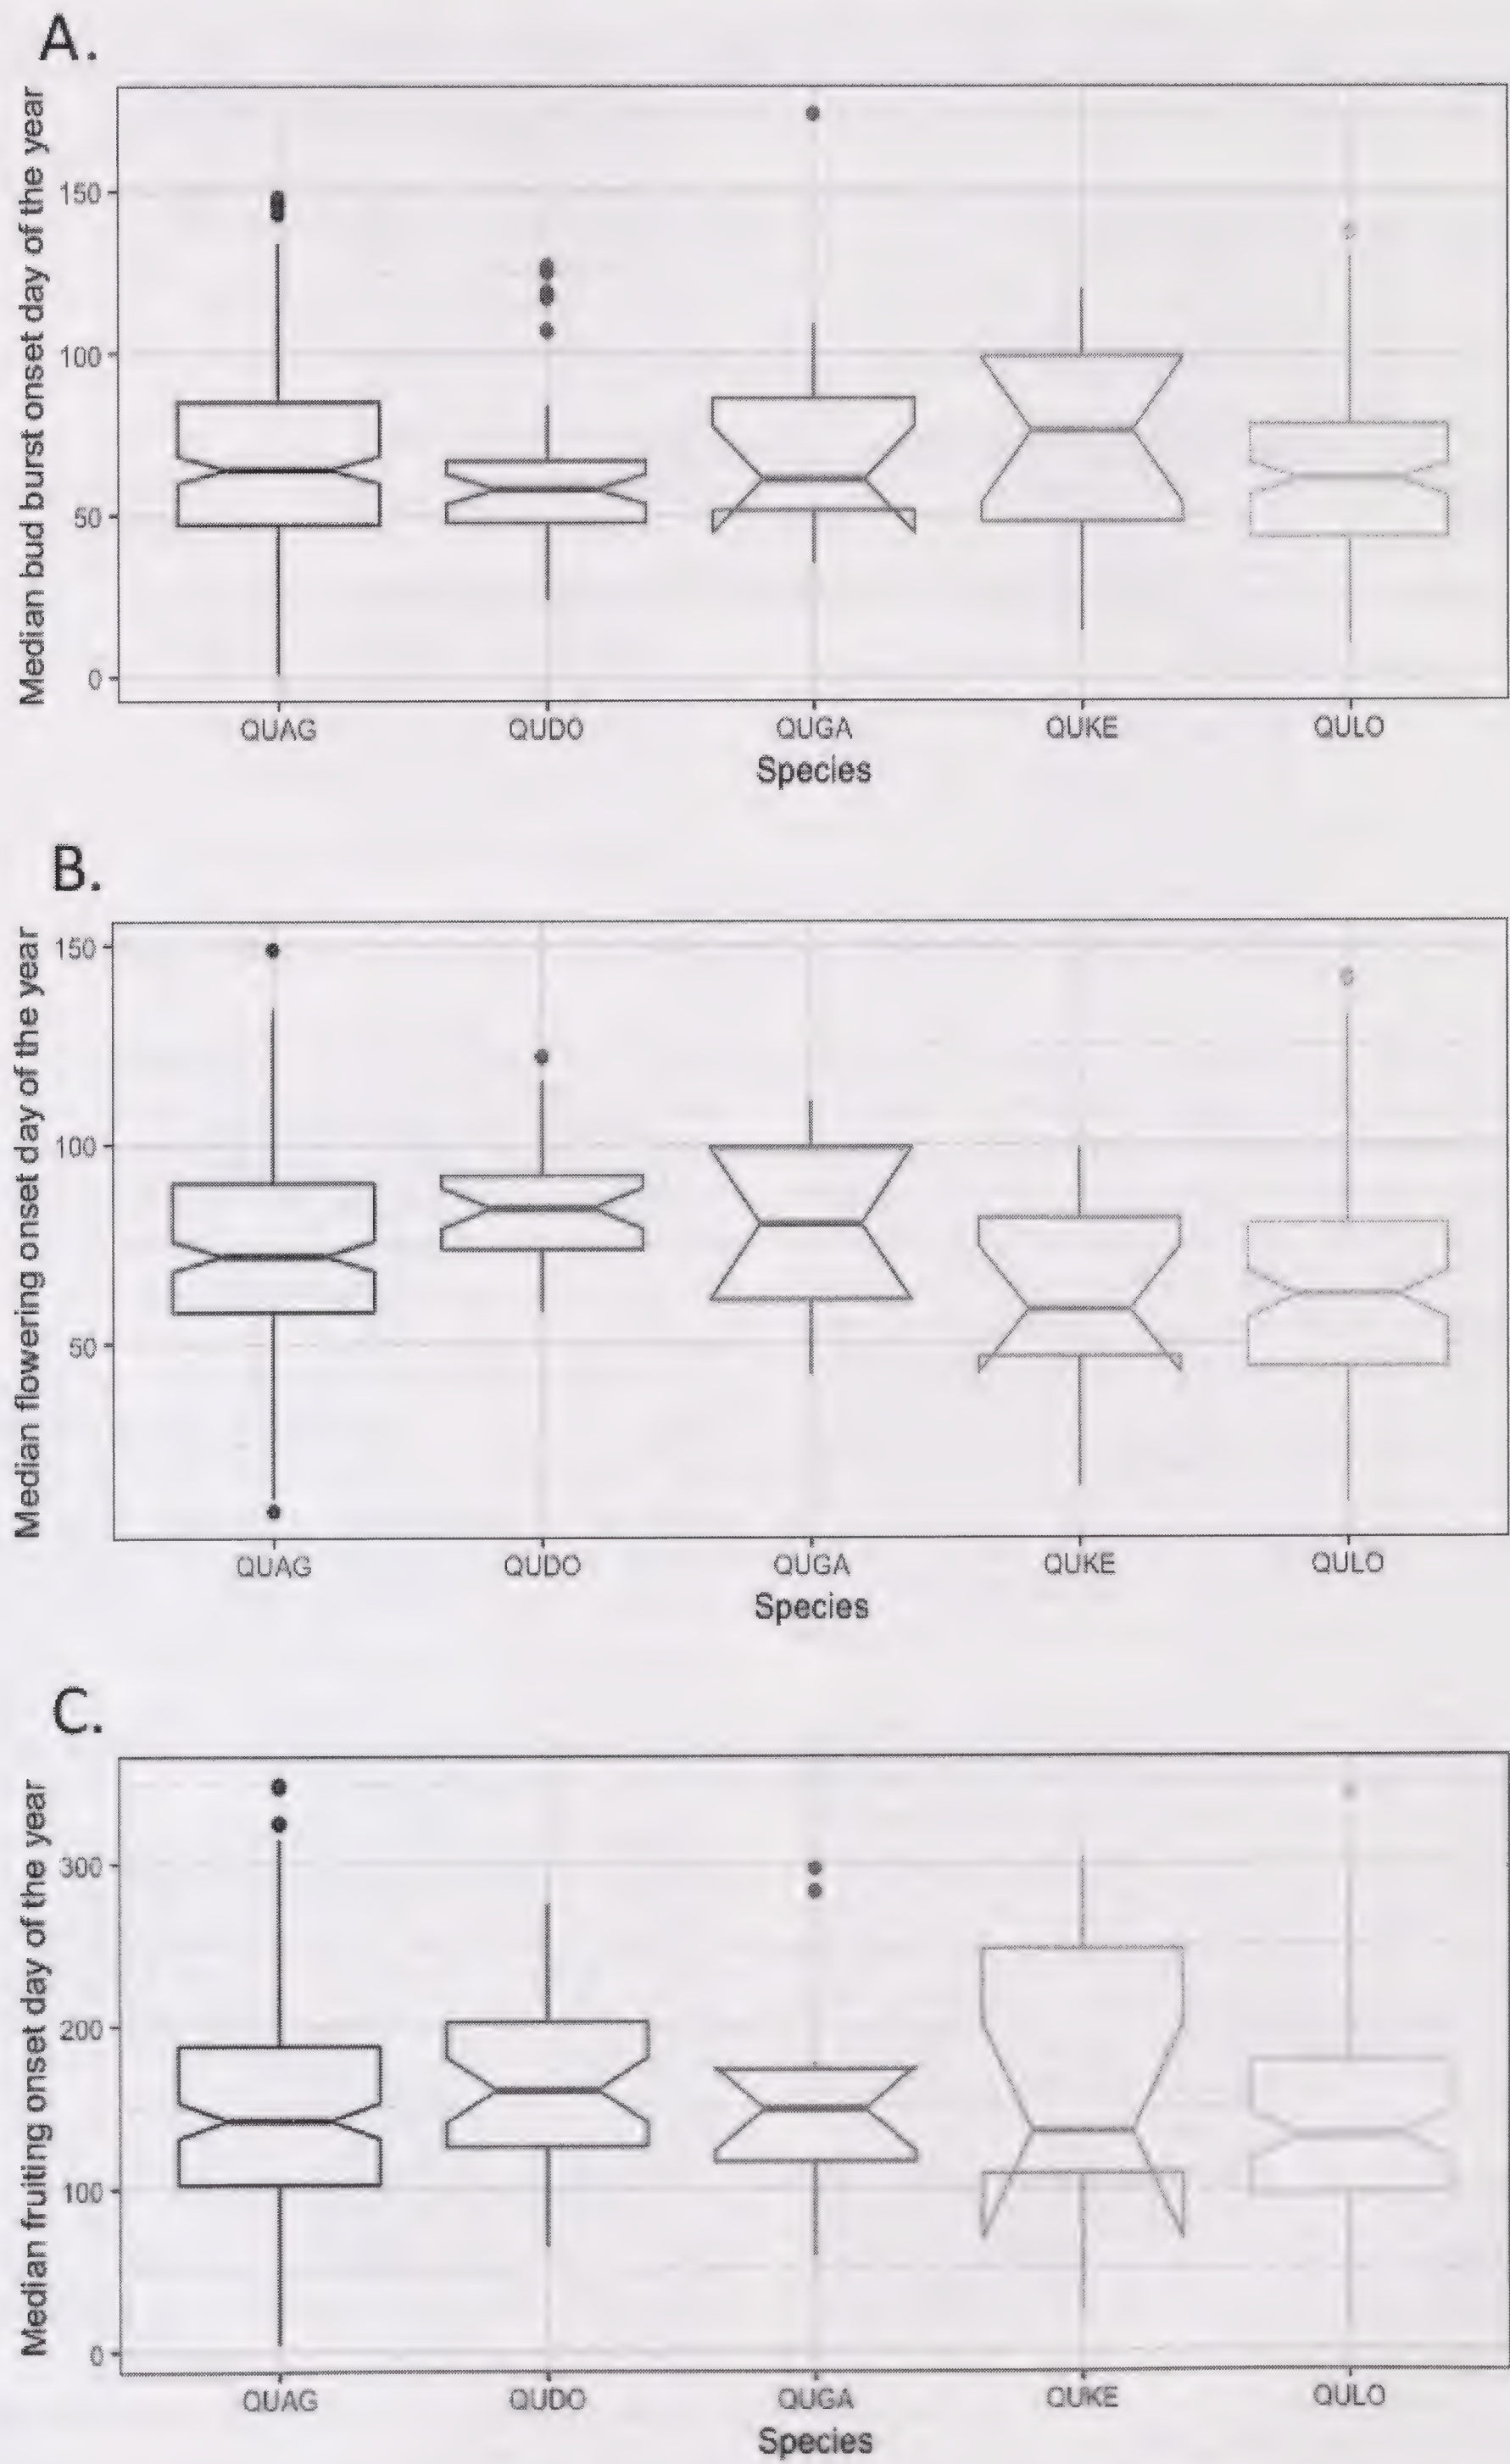 A.
Median bud burst onset day of the year
150
100
50
0
QUAG QUDO QUGA QUKE QULO
Species
B.
Median flowering onset day of the year
150
100
50
QUAG QUDO QUGA QUKE QULO
Species
C.
Median fruiting onset day of the year
300
200
100
0
QUAG QUDO QUGA QUKE QULO
Species